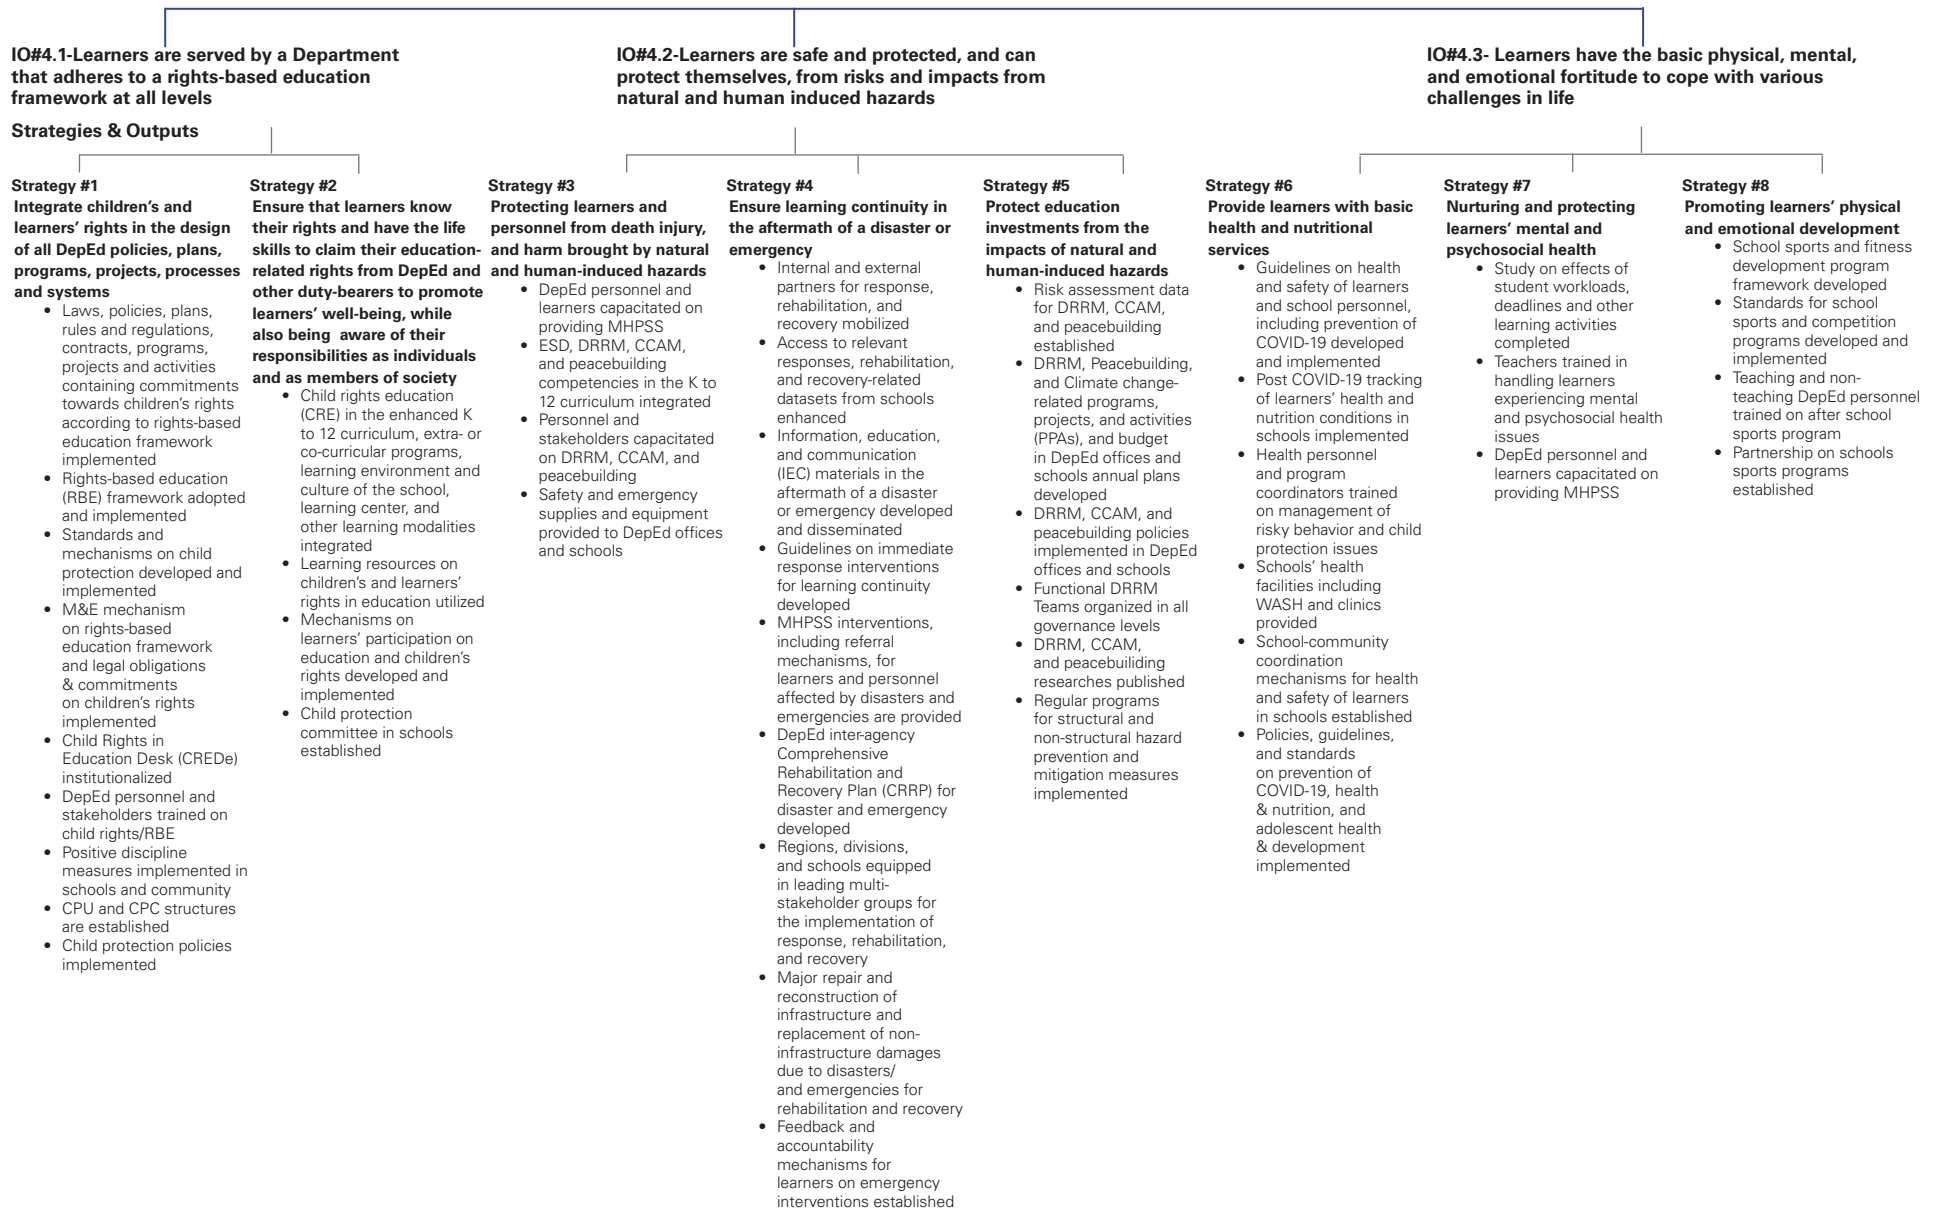 IO#4.1-Learners are served by a Department
that adheres to a rights-based education
framework at all levels
IO#4.2-Learners are safe and protected, and can
protect themselves, from risks and impacts from
natural and human induced hazards
IO#4.3- Learners have the basic physical, mental,
and emotional fortitude to cope with various
challenges in life
Strategies & Outputs
Strategy #1
Integrate children's and
learners' rights in the design
of all DepEd policies, plans,
programs, projects, processes
and systems
• Laws, policies, plans,
rules and regulations,
contracts, programs,
projects and activities
containing commitments
towards children's rights
according to rights-based
education framework
implemented
• Rights-based education
(RBE) framework adopted
and implemented
• Standards and
mechanisms on child
protection developed and
implemented
• M&E mechanism
on rights-based
education framework
and legal obligations
& commitments
on children's rights
implemented
• Child Rights in
Education Desk (CREDe)
institutionalized
• DepEd personnel and
stakeholders trained on
child rights/RBE
• Positive discipline
measures implemented in
schools and community
• CPU and CPC structures
are established
• Child protection policies
implemented
Strategy #2
Ensure that learners know
their rights and have the life
skills to claim their education-
related rights from DepEd and
other duty-bearers to promote
learners' well-being, while
also being aware of their
responsibilities as individuals
and as members of society
• Child rights education
(CRE) in the enhanced K
to 12 curriculum, extra- or
co-curricular programs,
learning environment and
culture of the school,
learning center, and
other learning modalities
integrated
• Learning resources on
children's and learners'
rights in education utilized
• Mechanisms on
learners' participation on
education and children's
rights developed and
implemented
• Child protection
committee in schools
established
Strategy #3
Protecting learners and
personnel from death injury,
and harm brought by natural
and human-induced hazards
• DepEd personnel and
learners capacitated on
providing MHPSS
• ESD, DRRM, CCAM,
and peacebuilding
competencies in the K to
12 curriculum integrated
• Personnel and
stakeholders capacitated
on DRRM, CCAM, and
peacebuilding
• Safety and emergency
supplies and equipment
provided to DepEd offices
and schools
Strategy #4
Ensure learning continuity in
the aftermath of a disaster or
emergency
• Internal and external
partners for response,
rehabilitation, and
recovery mobilized
• Access to relevant
responses, rehabilitation,
and recovery-related
datasets from schools
enhanced
• Information, education,
and communication
(IEC) materials in the
aftermath of a disaster
or emergency developed
and disseminated
• Guidelines on immediate
response interventions
for learning continuity
developed
• MHPSS interventions,
including referral
mechanisms, for
learners and personnel
affected by disasters and
emergencies are provided
• DepEd inter-agency
Comprehensive
Rehabilitation and
Recovery Plan (CRRP) for
disaster and emergency
developed
• Regions, divisions,
and schools equipped
in leading multi-
stakeholder groups for
the implementation of
response, rehabilitation,
and recovery
• Major repair and
reconstruction of
infrastructure and
replacement of non-
infrastructure damages
due to disasters/
and emergencies for
rehabilitation and recovery
• Feedback and
accountability
mechanisms for
learners on emergency
interventions established
Strategy #5
Protect education
investments from the
impacts of natural and
human-induced hazards
• Risk assessment data
for DRRM, CCAM,
and peacebuilding
established
• DRRM, Peacebuilding,
and Climate change-
related programs,
projects, and activities
(PPAs), and budget
in DepEd offices and
schools annual plans
developed
• DRRM, CCAM, and
peacebuilding policies
implemented in DepEd
offices and schools
• Functional DRRM
Teams organized in all
governance levels
• DRRM, CCAM,
and peacebuiliding
researches published
• Regular programs
for structural and
non-structural hazard
prevention and
mitigation measures
implemented
Strategy #6
Provide learners with basic
health and nutritional
services
• Guidelines on health
and safety of learners
and school personnel,
including prevention of
COVID-19 developed
and implemented
• Post COVID-19 tracking
of learners' health and
nutrition conditions in
schools implemented
• Health personnel
and program
coordinators trained
on management of
risky behavior and child
protection issues
• Schools' health
facilities including
WASH and clinics
provided
• School-community
coordination
mechanisms for health
and safety of learners
in schools established
• Policies, guidelines,
and standards
on prevention of
COVID-19, health
& nutrition, and
adolescent health
& development
implemented
Strategy #7
Nurturing and protecting
learners' mental and
psychosocial health
• Study on effects of
student workloads,
deadlines and other
learning activities
completed
• Teachers trained in
handling learners
experiencing mental
and psychosocial health
issues
• DepEd personnel and
learners capacitated on
providing MHPSS
Strategy #8
Promoting learners' physical
and emotional development
• School sports and fitness
development program
framework developed
• Standards for school
sports and competition
programs developed and
implemented
• Teaching and non-
teaching DepEd personnel
trained on after school
sports program
• Partnership on schools
sports programs
established